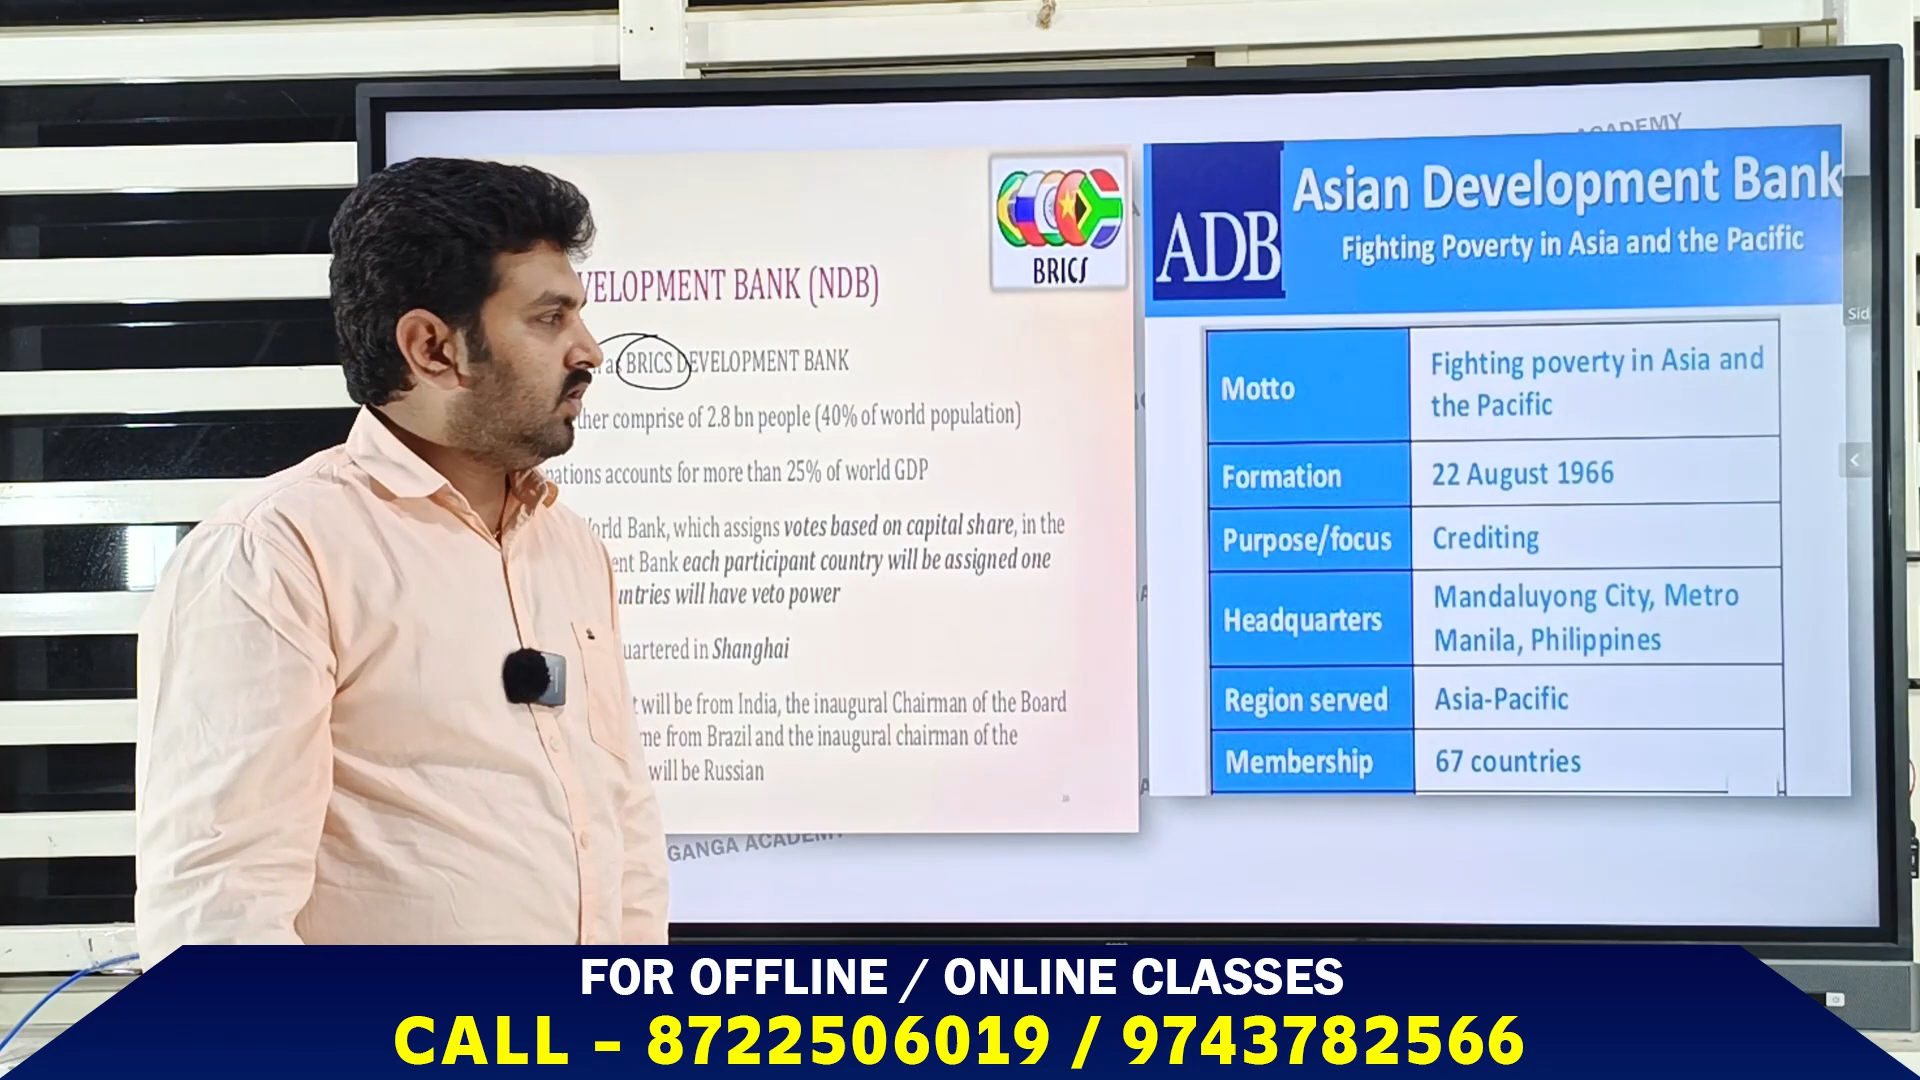 ACADEMY
BRICS
VELOPMENT BANK (NDB)
as BRICS DEVELOPMENT BANK
comprise of 2.8 bn people (40% of world population)
nations accounts for more than 25% of world GDP
World Bank, which assigns votes based on capital share, in the
Bank each participant country will be assigned one
will have veto power
in Shanghai
will be from India, the inaugural Chairman of the Board
from Brazil and the inaugural chairman of the
will be Russian
GANGA ACADEMY
ADB
Asian Development Bank
Fighting Poverty in Asia and the Pacific
Sid
Motto Fighting poverty in Asia and
the Pacific
Formation 22 August 1966
Purpose/focus Crediting
Headquarters Mandaluyong City, Metro
Manila, Philippines
Region served Asia-Pacific
Membership 67 countries
FOR OFFLINE / ONLINE CLASSES
CALL - 8722506019 / 9743782566